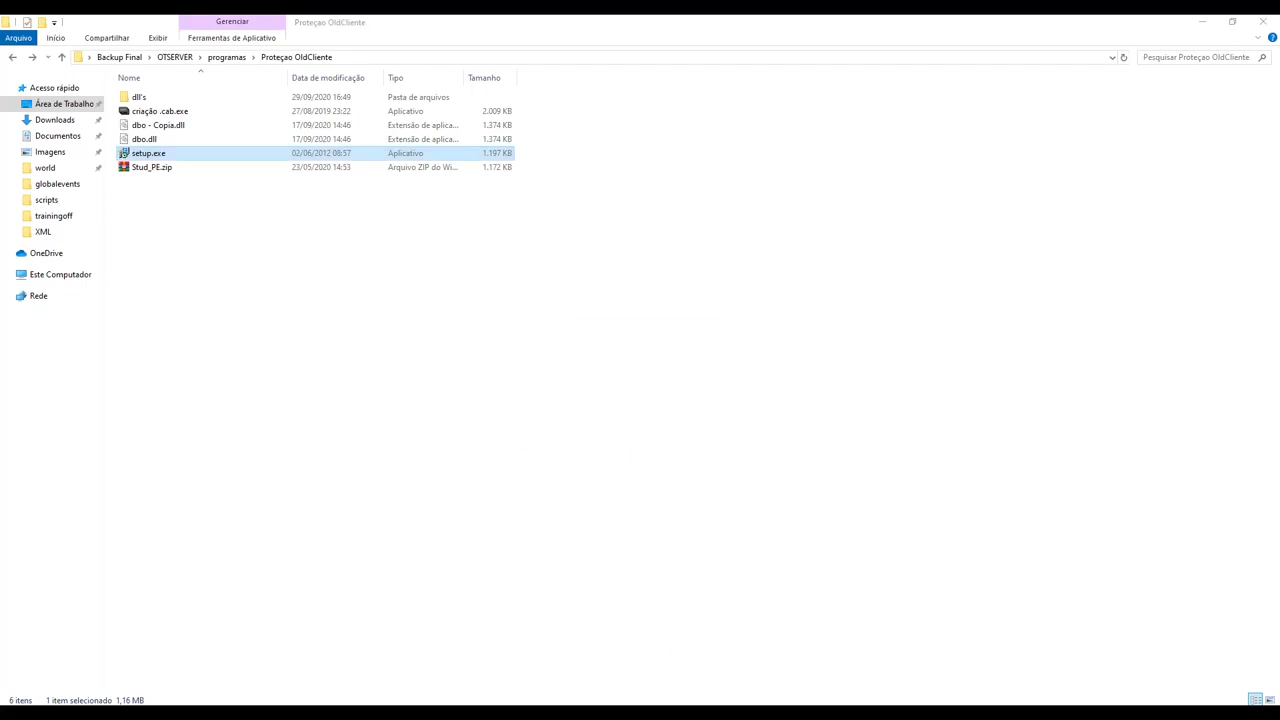 Gerenciar
Proteçao OldCliente
Arquivo Início Compartilhar Exibir Ferramentas de Aplicativo
Backup Final > OTSERVER > programas > Proteçao OldCliente
Pesquisar Proteçao OldCliente
Nome Data de modificação Tipo Tamanho
Acesso rápido
Área de Trabalho
Downloads
Documentos
Imagens
world
globalevents
scripts
trainingoff
XML
OneDrive
Este Computador
Rede
dll's 29/09/2020 16:49 Pasta de arquivos
criação .cab.exe 27/08/2019 23:22 Aplicativo 2.009 KB
dbo - Copia.dll 17/09/2020 14:46 Extensão de aplica... 1.374 KB
dbo.dll 17/09/2020 14:46 Extensão de aplica... 1.374 KB
setup.exe 02/06/2012 08:57 Aplicativo 1.197 KB
Stud_PE.zip 23/05/2020 14:53 Arquivo ZIP do Wi... 1.172 KB
6 itens 1 item selecionado 1,16 MB